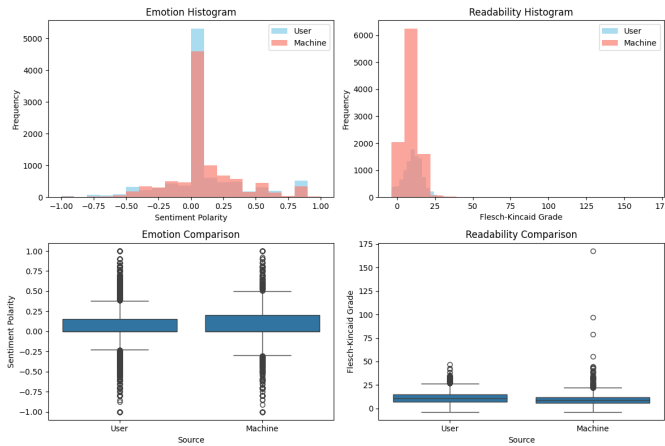 Emotion Histogram
User
Machine
5000
4000
3000
2000
1000
0
Frequency
-1.00 -0.75 -0.50 -0.25 0.00 0.25 0.50 0.75 1.00
Sentiment Polarity
Readability Histogram
User
Machine
6000
5000
4000
3000
2000
1000
0
Frequency
0 25 50 75 100 125 150 17
Flesch-Kincaid Grade
Emotion Comparison
1.00
0.75
0.50
0.25
0.00
−0.25
−0.50
−0.75
−1.00
Sentiment Polarity
User Machine
Source
Readability Comparison
175
150
125
100
75
50
25
0
Flesch-Kincaid Grade
User Machine
Source